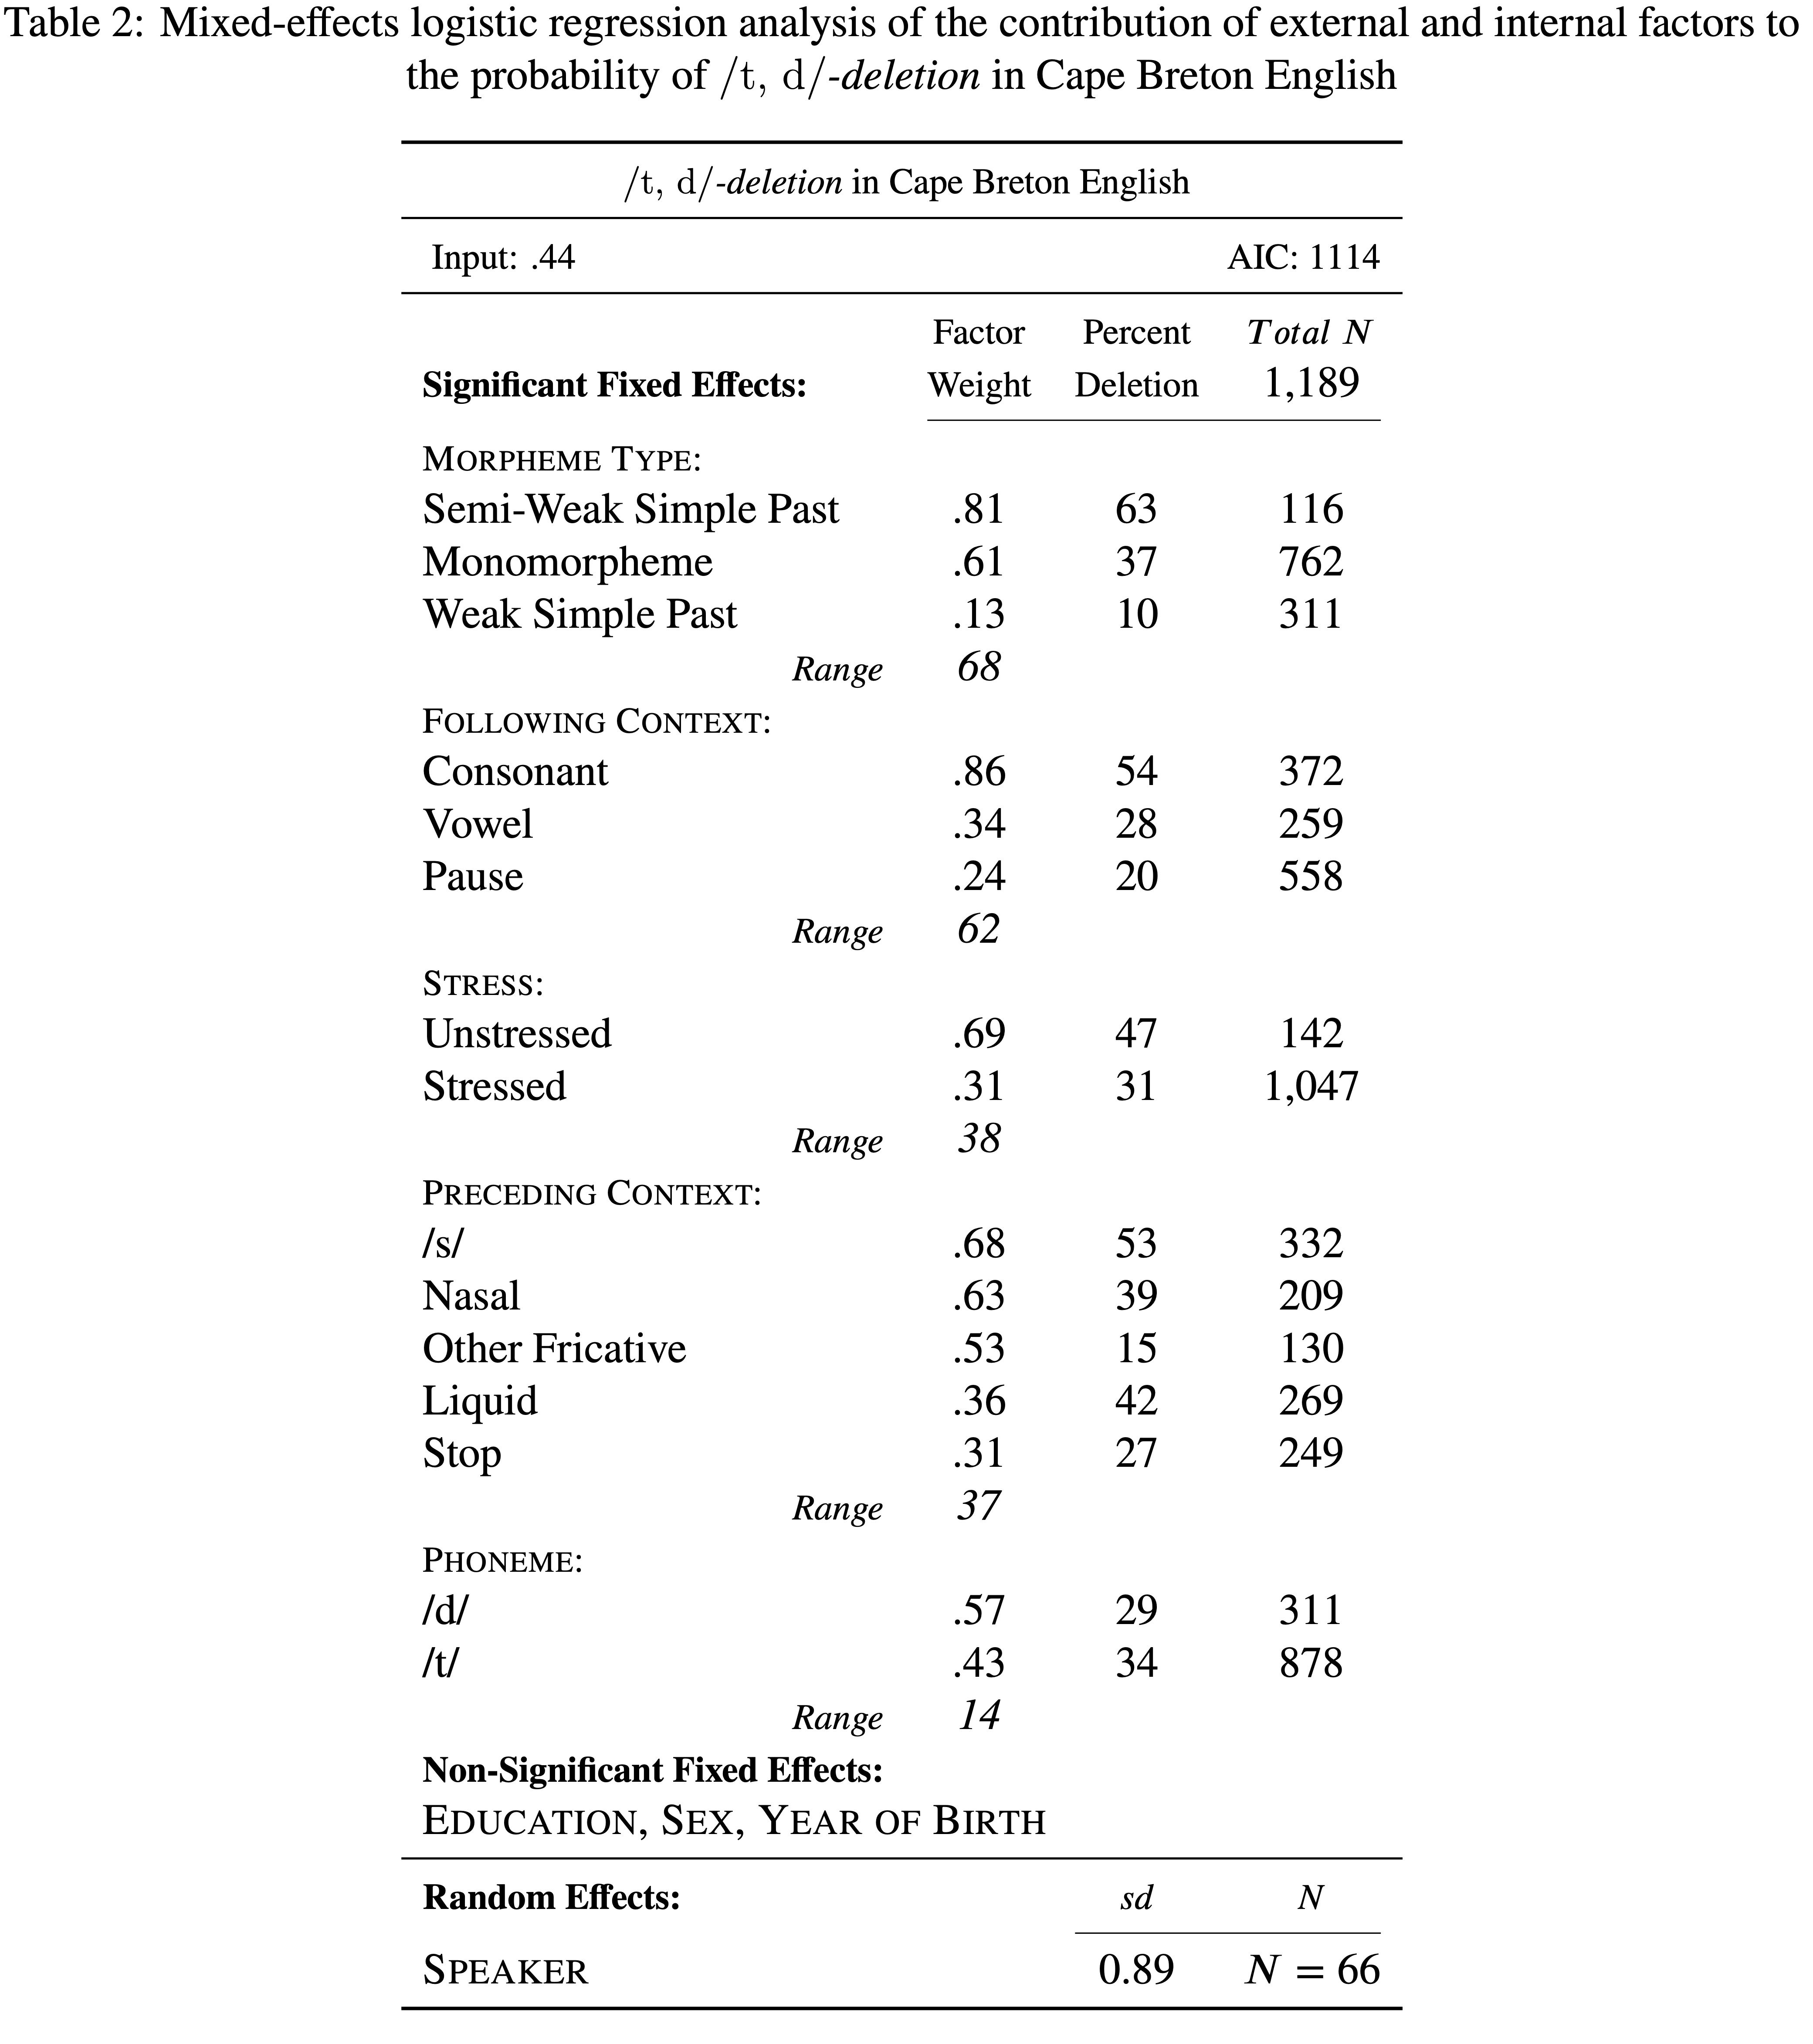 Table 2: Mixed-effects logistic regression analysis of the contribution of external and internal factors to
the probability of /t, d/-deletion in Cape Breton English
/t, d/-deletion in Cape Breton English
Input: .44 AIC: 1114
Factor Percent Total N
Significant Fixed Effects: Weight Deletion 1,189
MORPHEME TYPE:
Semi-Weak Simple Past .81 63 116
Monomorpheme .61 37 762
Weak Simple Past .13 10 311
Range 68
FOLLOWING CONTEXT:
Consonant .86 54 372
Vowel .34 28 259
Pause .24 20 558
Range 62
STRESS:
Unstressed .69 47 142
Stressed .31 31 1,047
Range 38
PRECEDING CONTEXT:
/s/ .68 53 332
Nasal .63 39 209
Other Fricative .53 15 130
Liquid .36 42 269
Stop .31 27 249
Range 37
PHONEME:
/d/ .57 29 311
/t/ .43 34 878
Range 14
Non-Significant Fixed Effects:
EDUCATION, SEX, YEAR OF BIRTH
Random Effects: sd N
SPEAKER 0.89 N = 66